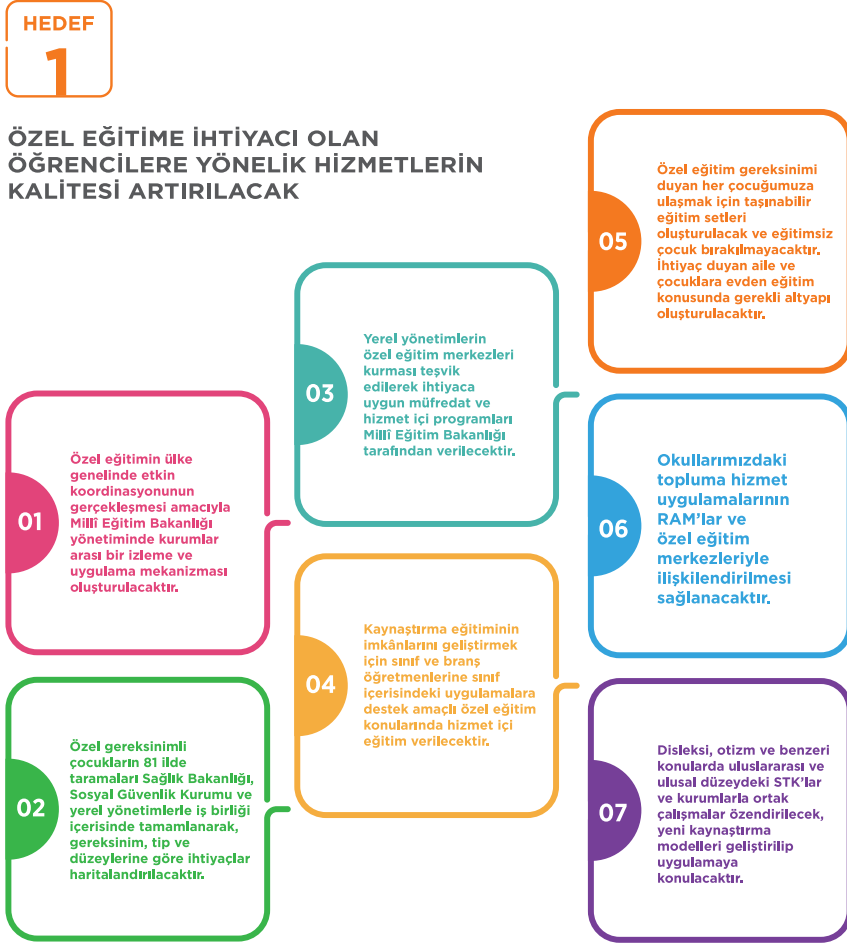 HEDEF
1
ÖZEL EĞİTİME İHTİYACI OLAN
ÖĞRENCİLERE YÖNELİK HİZMETLERİN
KALİTESİ ARTIRILACAK
01
Özel eğitimin ülke
genelinde etkin
koordinasyonunun
gerçekleşmesi amacıyla
Millî Eğitim Bakanlığı
yönetiminde kurumlar
arası bir izleme ve
uygulama mekanizması
oluşturulacaktır.
02
Özel gereksinimli
çocukların 81 ilde
taramaları Sağlık Bakanlığı,
Sosyal Güvenlik Kurumu ve
yerel yönetimlerle iş birliği
içerisinde tamamlanarak,
gereksinim, tip ve
düzeylerine göre ihtiyaçlar
haritalandırılacaktır.
03
Yerel yönetimlerin
özel eğitim merkezleri
kurması teşvik
edilerek ihtiyaca
uygun müfredat ve
hizmet içi programları
Millî Eğitim Bakanlığı
tarafından verilecektir.
04
Kaynaştırma eğitiminin
imkânlarını geliştirmek
için sınıf ve branş
öğretmenlerine sınıf
içerisindeki uygulamalara
destek amaçlı özel eğitim
konularında hizmet içi
eğitim verilecektir.
05
Özel eğitim gereksinimi
duyan her çocuğumuza
ulaşmak için taşınabilir
eğitim setleri
oluşturulacak ve eğitimsiz
çocuk bırakılmayacaktır.
İhtiyaç duyan aile ve
çocuklara evden eğitim
konusunda gerekli altyapı
oluşturulacaktır.
06
Okullarımızdaki
topluma hizmet
uygulamalarının
RAM'lar ve
özel eğitim
merkezleriyle
ilişkilendirilmesi
sağlanacaktır.
07
Disleksi, otizm ve benzeri
konularda uluslararası ve
ulusal düzeydeki STK'lar
ve kurumlarla ortak
çalışmalar özendirilecek,
yeni kaynaştırma
modelleri geliştirilip
uygulamaya
konulacaktır.